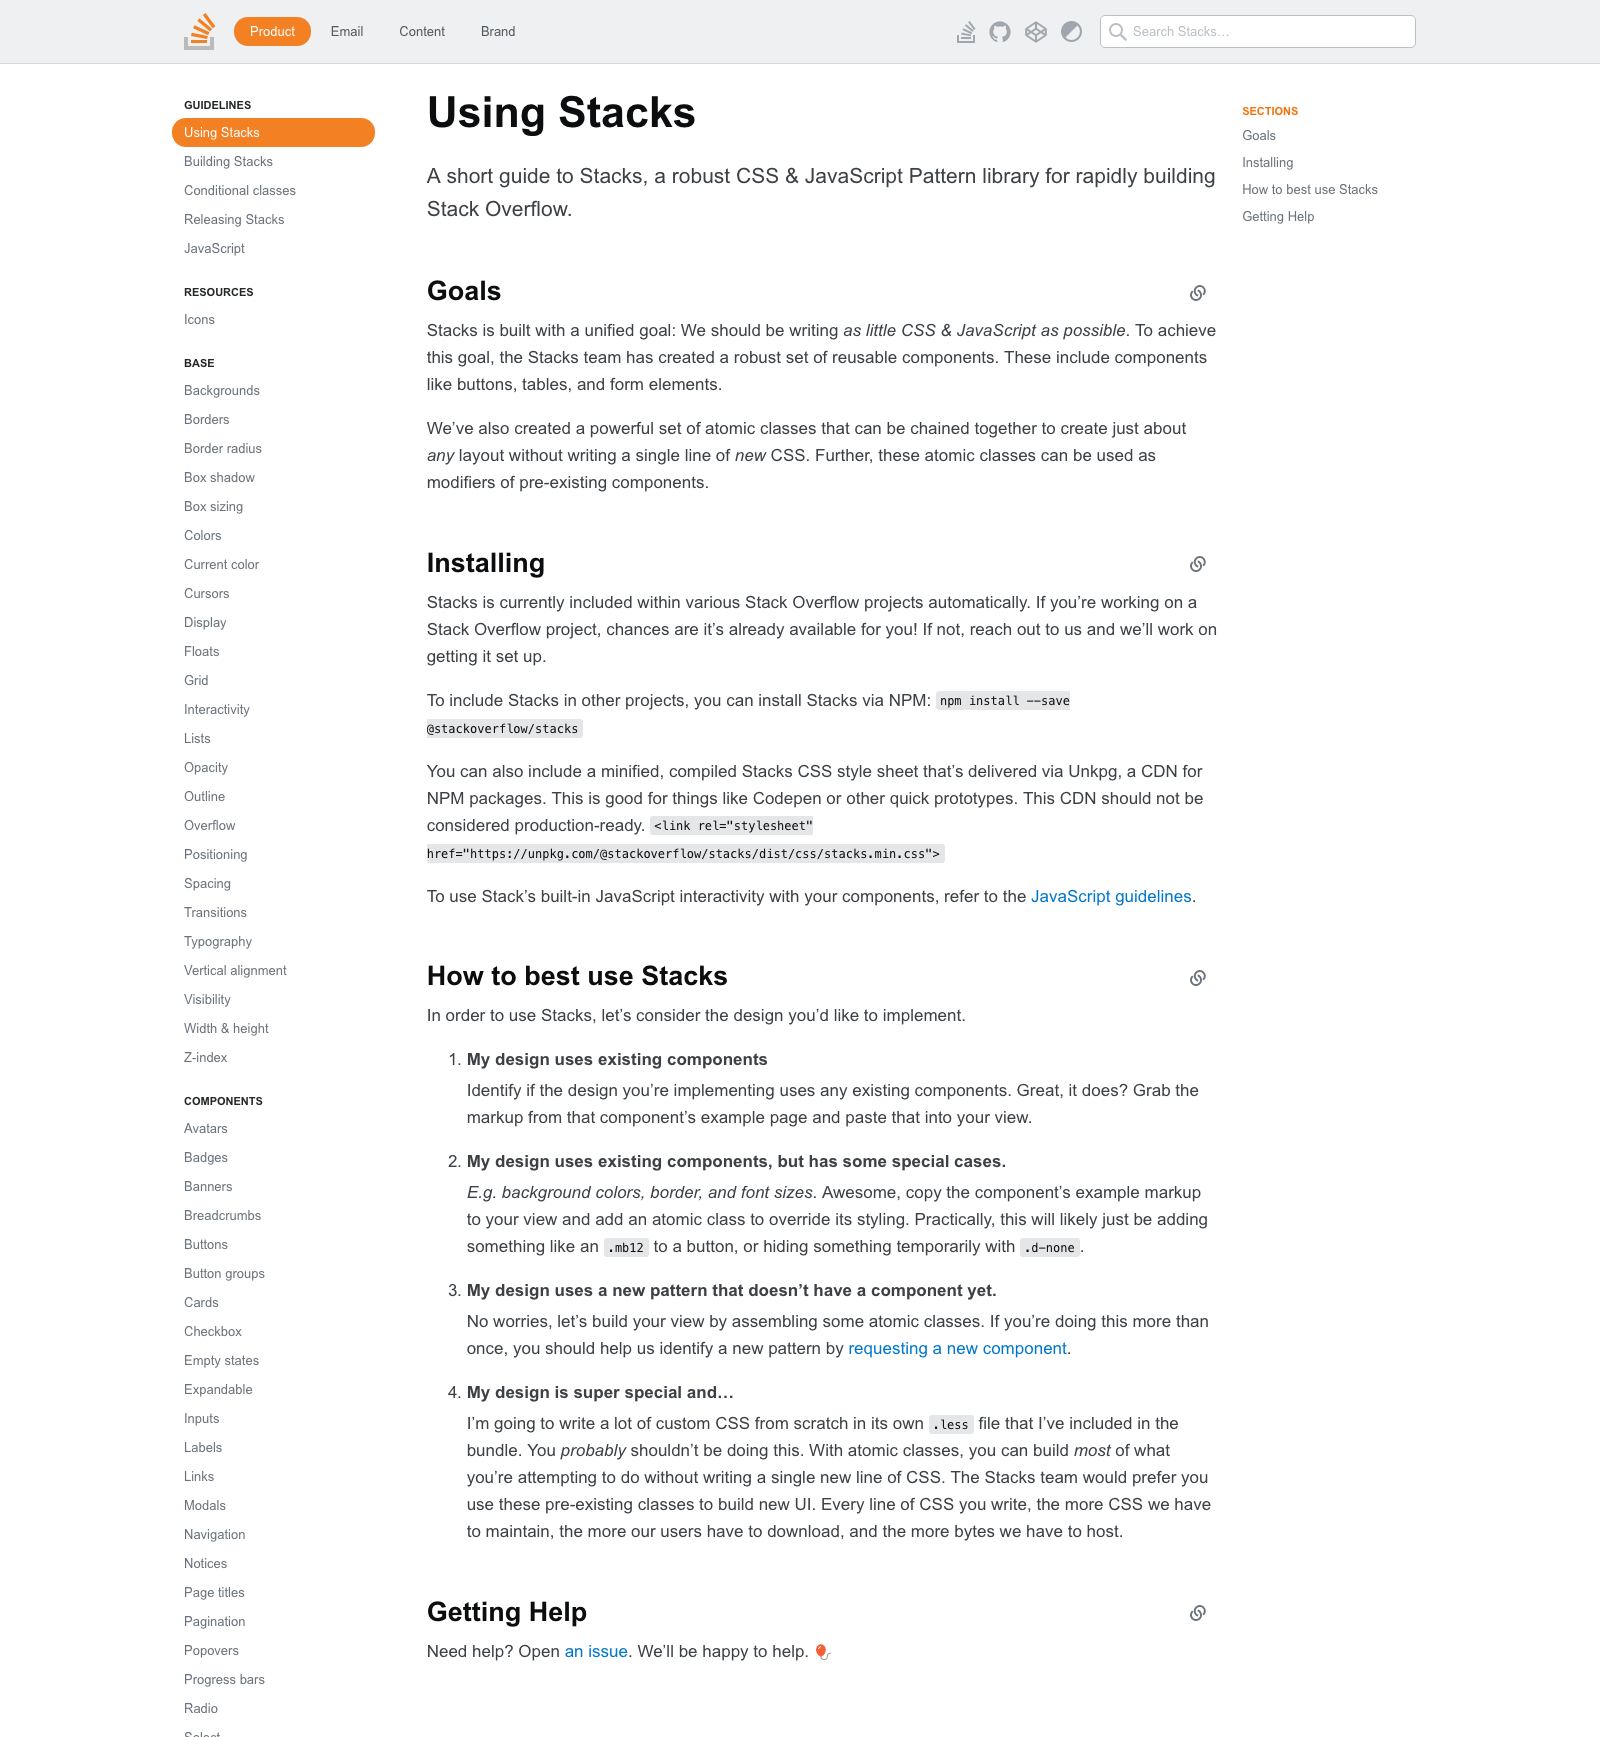 Product
Email
Content
Brand
Search Stacks...
GUIDELINES
Using Stacks
Building Stacks
Conditional classes
Releasing Stacks
JavaScript
RESOURCES
Icons
BASE
Backgrounds
Borders
Border radius
Box shadow
Box sizing
Colors
Current color
Cursors
Display
Floats
Grid
Interactivity
Lists
Opacity
Outline
Overflow
Positioning
Spacing
Transitions
Typography
Vertical alignment
Visibility
Width & height
Z-index
COMPONENTS
Avatars
Badges
Banners
Breadcrumbs
Buttons
Button groups
Cards
Checkbox
Empty states
Expandable
Inputs
Labels
Links
Modals
Navigation
Notices
Page titles
Pagination
Popovers
Progress bars
Radio
Select
Using Stacks
A short guide to Stacks, a robust CSS & JavaScript Pattern library for rapidly building
Stack Overflow.
Goals
Stacks is built with a unified goal: We should be writing as little CSS & JavaScript as possible. To achieve
this goal, the Stacks team has created a robust set of reusable components. These include components
like buttons, tables, and form elements.
We’ve also created a powerful set of atomic classes that can be chained together to create just about
any layout without writing a single line of new CSS. Further, these atomic classes can be used as
modifiers of pre-existing components.
Installing
Stacks is currently included within various Stack Overflow projects automatically. If you’re working on a
Stack Overflow project, chances are it’s already available for you! If not, reach out to us and we’ll work on
getting it set up.
To include Stacks in other projects, you can install Stacks via NPM: npm install --save
@stackoverflow/stacks
You can also include a minified, compiled Stacks CSS style sheet that’s delivered via Unkpg, a CDN for
NPM packages. This is good for things like Codepen or other quick prototypes. This CDN should not be
considered production-ready. <link rel="stylesheet"
href="https://unpkg.com/@stackoverflow/stacks/dist/css/stacks.min.css">
To use Stack’s built-in JavaScript interactivity with your components, refer to the JavaScript guidelines.
How to best use Stacks
In order to use Stacks, let’s consider the design you’d like to implement.
1. My design uses existing components
Identify if the design you’re implementing uses any existing components. Great, it does? Grab the
markup from that component’s example page and paste that into your view.
2. My design uses existing components, but has some special cases.
E.g. background colors, border, and font sizes. Awesome, copy the component’s example markup
to your view and add an atomic class to override its styling. Practically, this will likely just be adding
something like an .mb12 to a button, or hiding something temporarily with .d-none.
3. My design uses a new pattern that doesn’t have a component yet.
No worries, let’s build your view by assembling some atomic classes. If you’re doing this more than
once, you should help us identify a new pattern by requesting a new component.
4. My design is super special and…
I’m going to write a lot of custom CSS from scratch in its own .less file that I’ve included in the
bundle. You probably shouldn’t be doing this. With atomic classes, you can build most of what
you’re attempting to do without writing a single new line of CSS. The Stacks team would prefer you
use these pre-existing classes to build new UI. Every line of CSS you write, the more CSS we have
to maintain, the more our users have to download, and the more bytes we have to host.
Getting Help
Need help? Open an issue. We’ll be happy to help. 🎈
SECTIONS
Goals
Installing
How to best use Stacks
Getting Help